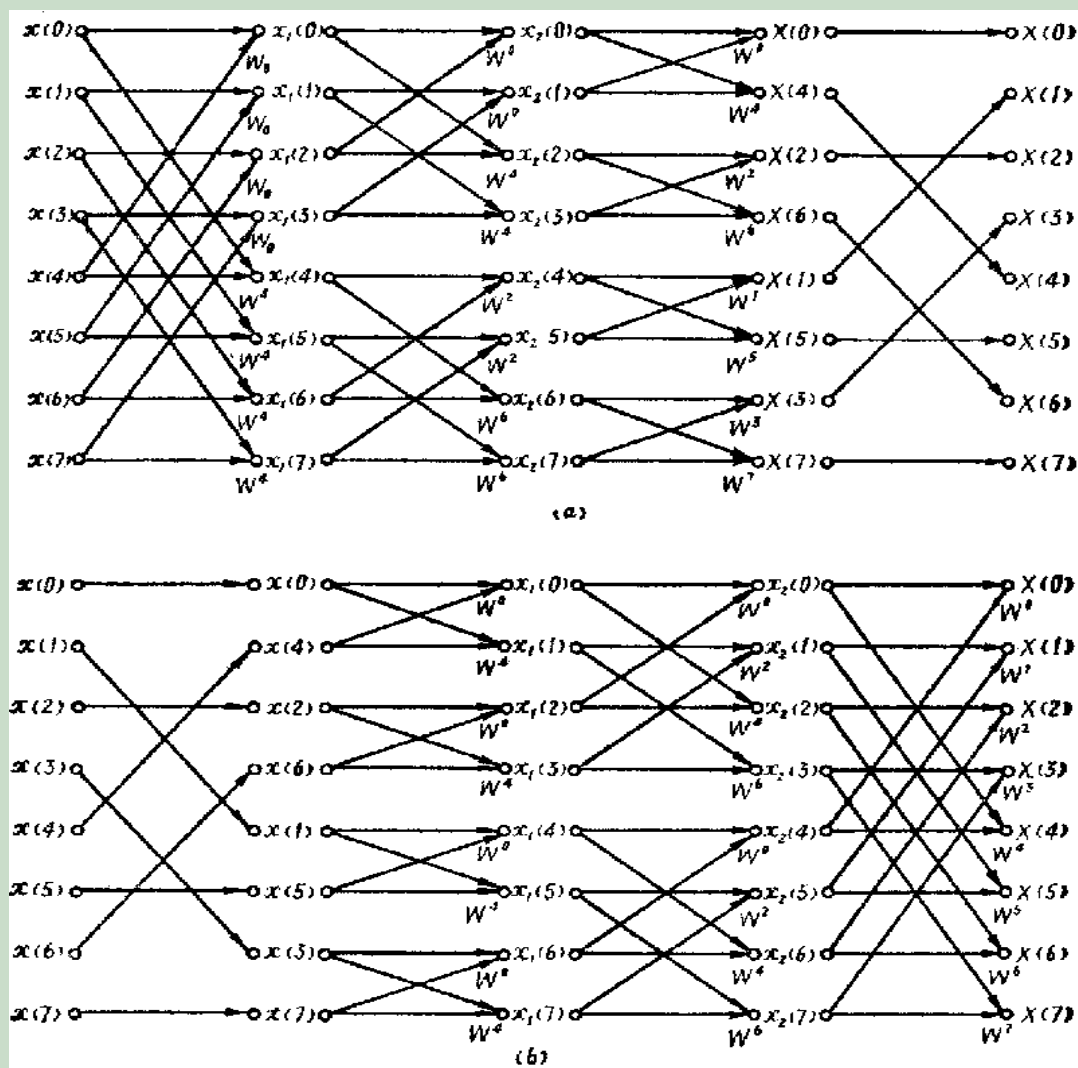 x(0) x₁(0) x₂(0) X(0) X(0)
W₀ W⁰ W⁰
x(1) x₁(1) x₂(1) X(4) X(1)
W₀ W⁰ W⁴
x(2) x₁(2) x₂(2) X(2) X(2)
W₀ W⁴ W²
x(3) x₁(3) x₂(3) X(6) X(3)
W₀ W⁴ W⁶
x(4) x₁(4) x₂(4) X(1) X(4)
W⁴ W² W¹
x(5) x₁(5) x₂ 5) X(5) X(5)
W⁴ W² W⁵
x(6) x₁(6) x₂(6) X(3) X(6)
W⁴ W⁶ W³
x(7) x₁(7) x₂(7) X(7) X(7)
W⁴ W⁶ W⁷
(a)
x(0) x(0) x₁(0) x₂(0) X(0)
W⁰ W⁰ W⁰
x(1) x(4) x₁(1) x₂(1) X(1)
W⁴ W²
x(2) x(2) x₁(2) x₂(2) X(2)
W⁰ W⁴ W²
x(3) x(6) x₁(3) x₂(3) X(3)
W⁴ W⁶ W³
x(4) x(1) x₁(4) x₂(4) X(4)
W⁰ W⁰ W⁴
x(5) x(5) x₁(5) x₂(5) X(5)
W⁴ W² W⁵
x(6) x(3) x₁(6) x₂(6) X(6)
W⁰ W⁴ W⁶
x(7) x(7) x₁(7) x₂(7) X(7)
W⁴ W⁶ W⁷
(b)